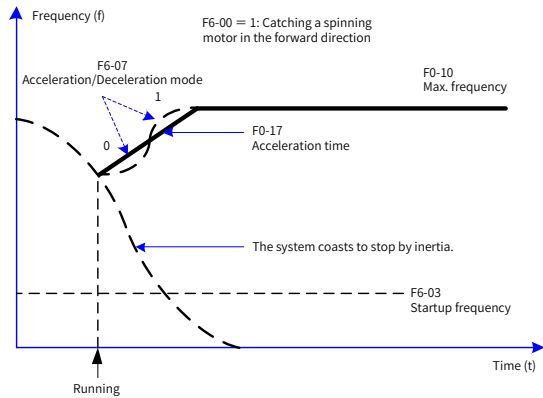 Frequency (f)
F6-00 = 1: Catching a spinning
motor in the forward direction
F6-07
Acceleration/Deceleration mode
1
0
F0-10
Max. frequency
F0-17
Acceleration time
The system coasts to stop by inertia.
F6-03
Startup frequency
Time (t)
Running